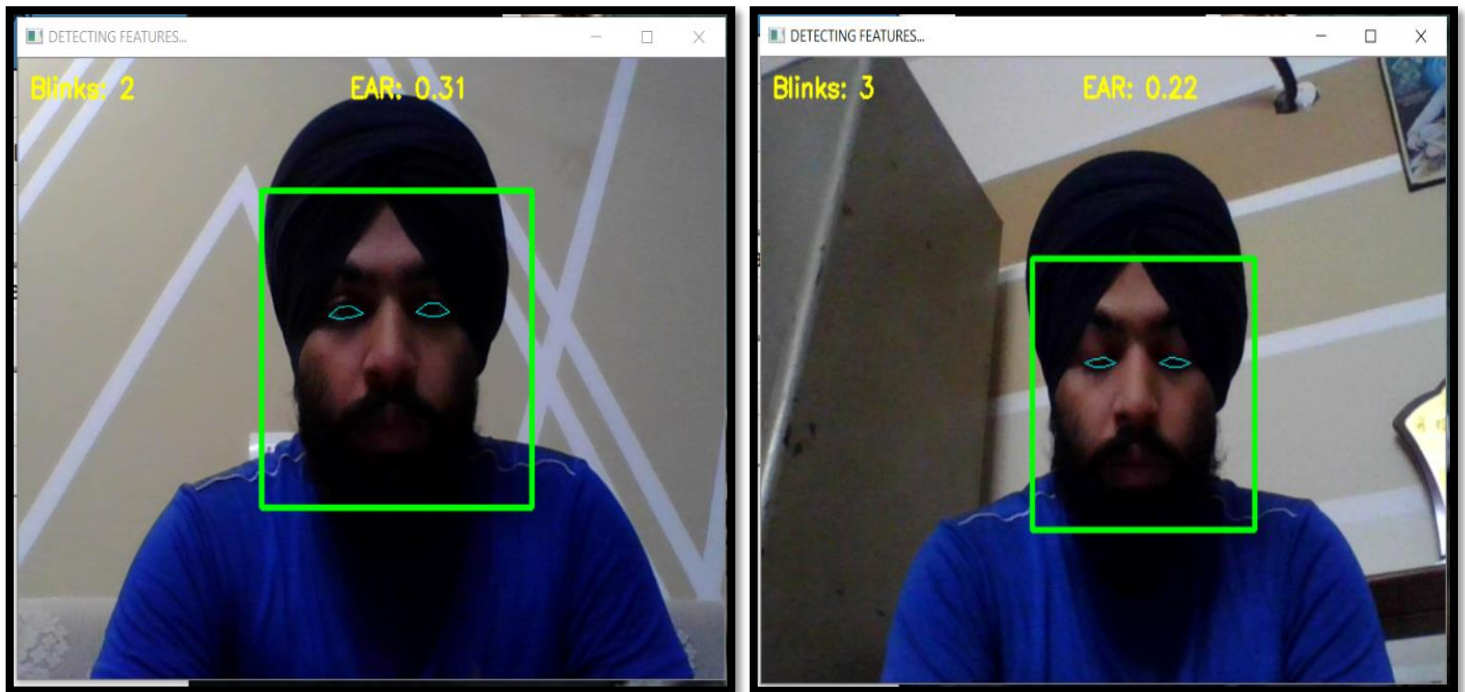 DETECTING FEATURES...
Blinks: 2 EAR: 0.31
DETECTING FEATURES...
Blinks: 3 EAR: 0.22